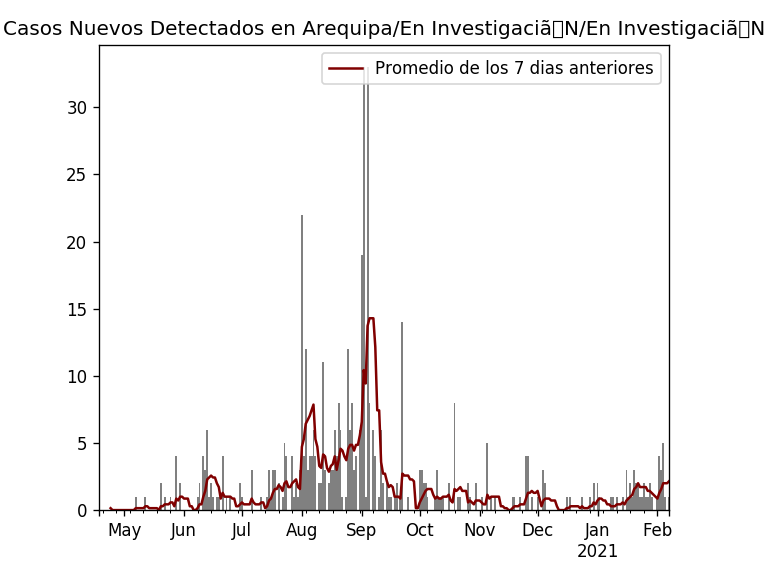 Casos Nuevos Detectados en Arequipa/En Investigaciã▯N/En Investigaciã▯N
Promedio de los 7 dias anteriores
30
25
20
15
10
5
0
May Jun Jul Aug Sep Oct Nov Dec Jan Feb
2021